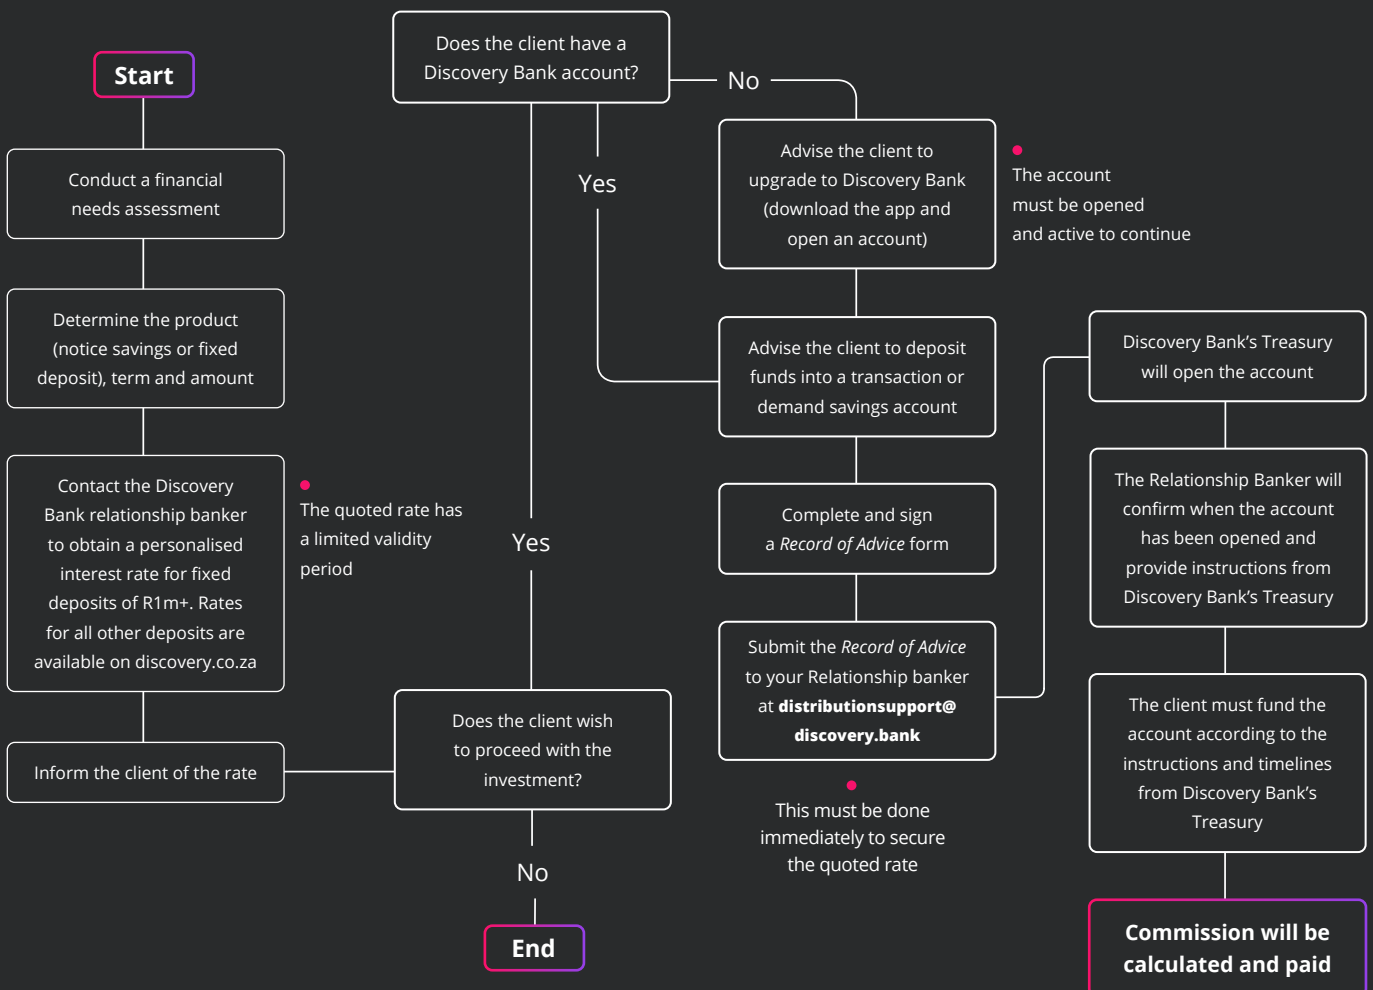 Start
Conduct a financial
needs assessment
Determine the product
(notice savings or fixed
deposit), term and amount
Contact the Discovery
Bank relationship banker
to obtain a personalised
interest rate for fixed
deposits of R1m+. Rates
for all other deposits are
available on discovery.co.za
The quoted rate has
a limited validity
period
Inform the client of the rate
Does the client wish
to proceed with the
investment?
No
End
Yes
Does the client have a
Discovery Bank account?
Yes
No
Advise the client to
upgrade to Discovery Bank
(download the app and
open an account)
The account
must be opened
and active to continue
Advise the client to deposit
funds into a transaction or
demand savings account
Complete and sign
a Record of Advice form
Submit the Record of Advice
to your Relationship banker
at distributionsupport@
discovery.bank
This must be done
immediately to secure
the quoted rate
Discovery Bank’s Treasury
will open the account
The Relationship Banker will
confirm when the account
has been opened and
provide instructions from
Discovery Bank’s Treasury
The client must fund the
account according to the
instructions and timelines
from Discovery Bank’s
Treasury
Commission will be
calculated and paid